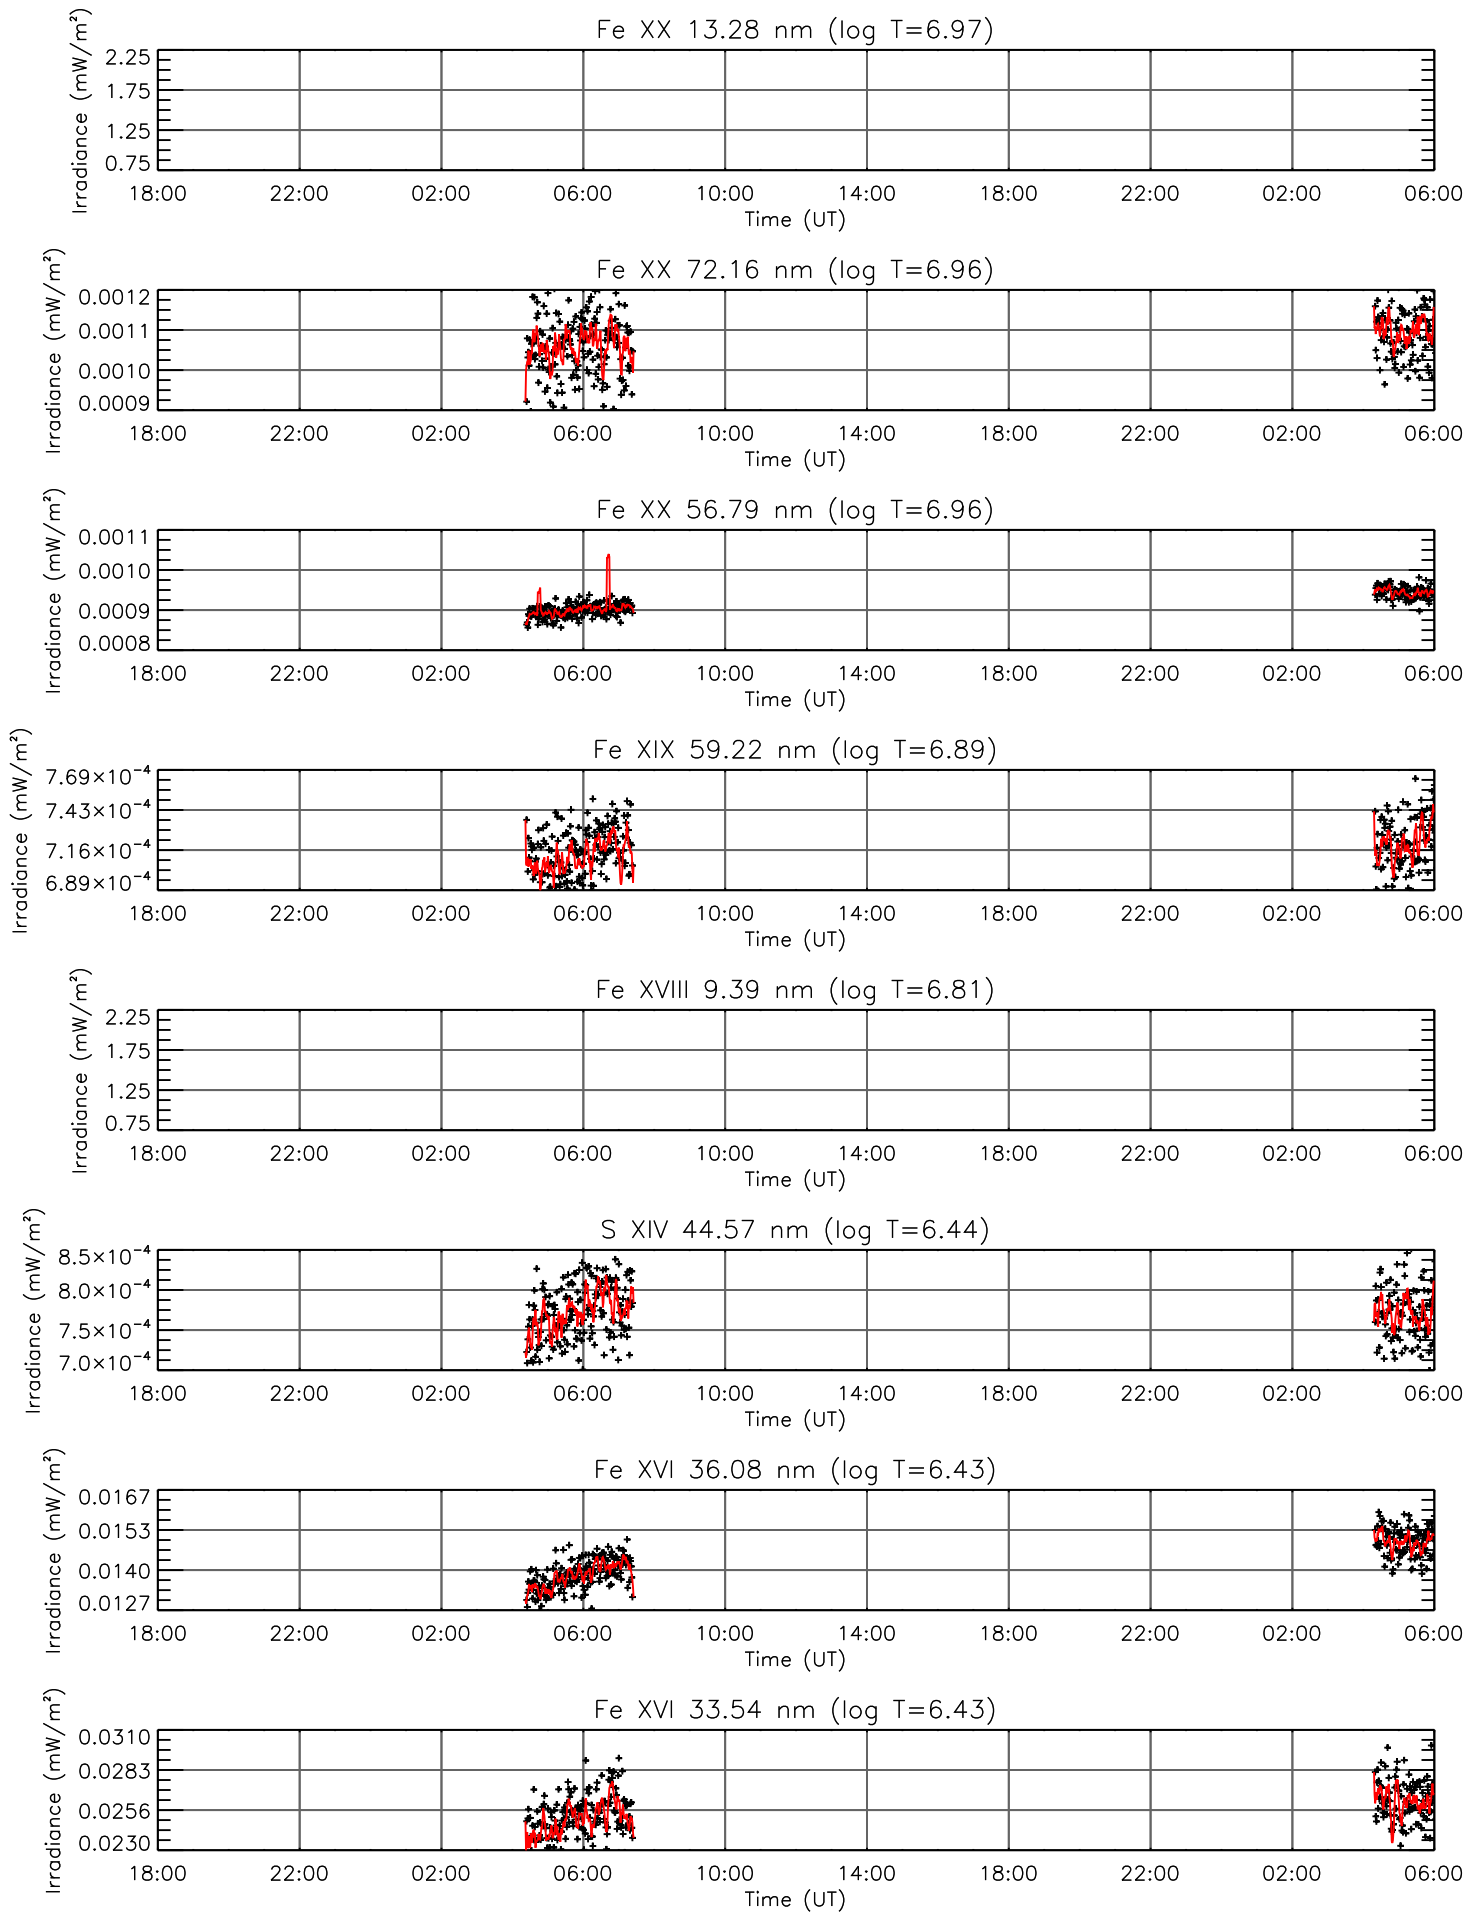 Fe XX 13.28 nm (log T=6.97)
Irradiance (mW/m²)
2.25
1.75
1.25
0.75
18:00 22:00 02:00 06:00 10:00 14:00 18:00 22:00 02:00 06:00
Time (UT)
Fe XX 72.16 nm (log T=6.96)
Irradiance (mW/m²)
0.0012
0.0011
0.0010
0.0009
18:00 22:00 02:00 06:00 10:00 14:00 18:00 22:00 02:00 06:00
Time (UT)
Fe XX 56.79 nm (log T=6.96)
Irradiance (mW/m²)
0.0011
0.0010
0.0009
0.0008
18:00 22:00 02:00 06:00 10:00 14:00 18:00 22:00 02:00 06:00
Time (UT)
Fe XIX 59.22 nm (log T=6.89)
Irradiance (mW/m²)
7.69×10⁻⁴
7.43×10⁻⁴
7.16×10⁻⁴
6.89×10⁻⁴
18:00 22:00 02:00 06:00 10:00 14:00 18:00 22:00 02:00 06:00
Time (UT)
Fe XVIII 9.39 nm (log T=6.81)
Irradiance (mW/m²)
2.25
1.75
1.25
0.75
18:00 22:00 02:00 06:00 10:00 14:00 18:00 22:00 02:00 06:00
Time (UT)
S XIV 44.57 nm (log T=6.44)
Irradiance (mW/m²)
8.5×10⁻⁴
8.0×10⁻⁴
7.5×10⁻⁴
7.0×10⁻⁴
18:00 22:00 02:00 06:00 10:00 14:00 18:00 22:00 02:00 06:00
Time (UT)
Fe XVI 36.08 nm (log T=6.43)
Irradiance (mW/m²)
0.0167
0.0153
0.0140
0.0127
18:00 22:00 02:00 06:00 10:00 14:00 18:00 22:00 02:00 06:00
Time (UT)
Fe XVI 33.54 nm (log T=6.43)
Irradiance (mW/m²)
0.0310
0.0283
0.0256
0.0230
18:00 22:00 02:00 06:00 10:00 14:00 18:00 22:00 02:00 06:00
Time (UT)